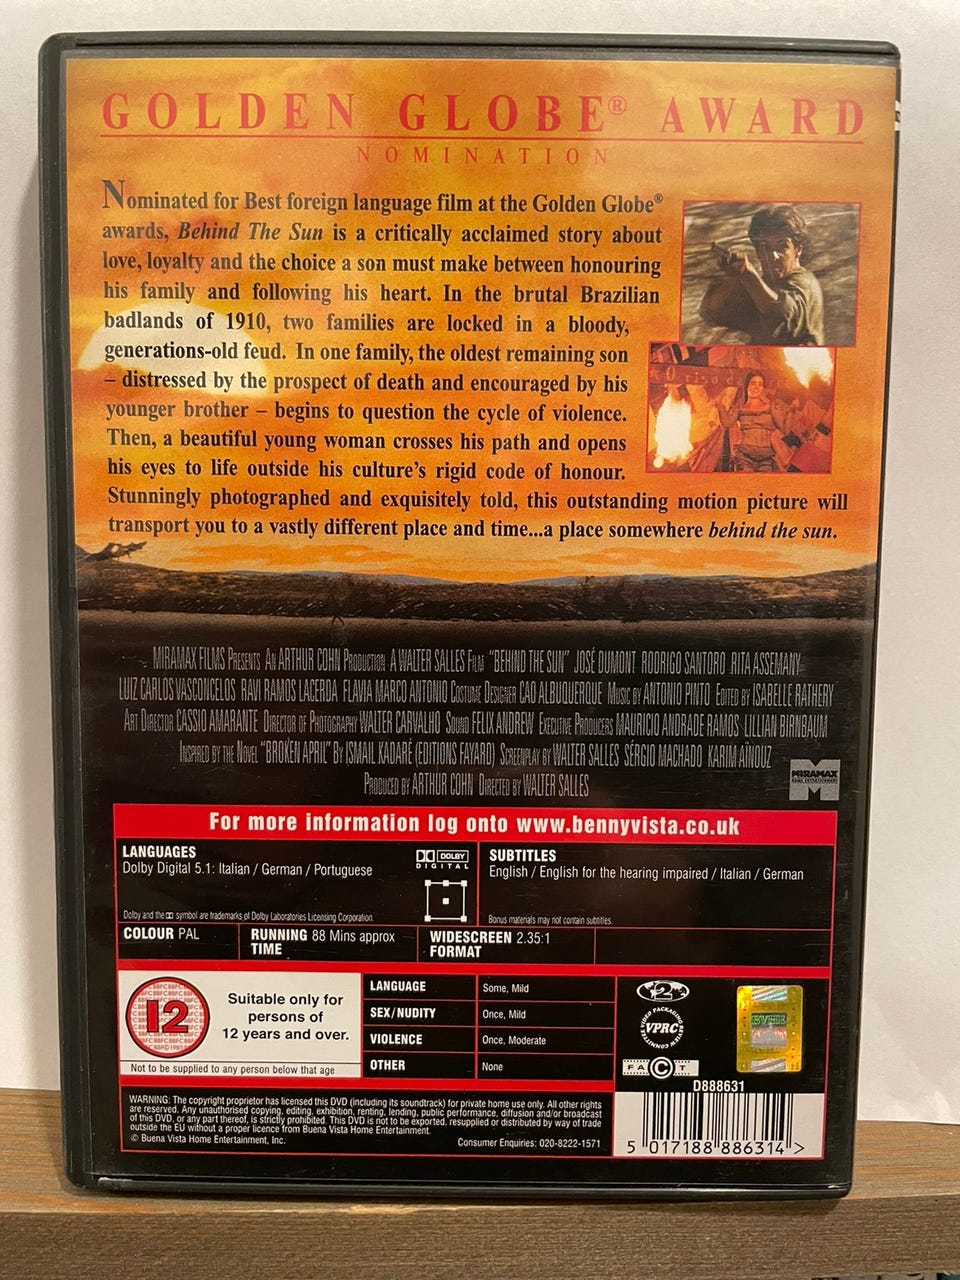 GOLDEN GLOBE® AWARD
NOMINATION
Nominated for Best foreign language film at the Golden Globe®
awards, Behind The Sun is a critically acclaimed story about
love, loyalty and the choice a son must make between honouring
his family and following his heart. In the brutal Brazilian
badlands of 1910, two families are locked in a bloody,
generations-old feud. In one family, the oldest remaining son
– distressed by the prospect of death and encouraged by his
younger brother – begins to question the cycle of violence.
Then, a beautiful young woman crosses his path and opens
his eyes to life outside his culture's rigid code of honour.
Stunningly photographed and exquisitely told, this outstanding motion picture will
transport you to a vastly different place and time...a place somewhere behind the sun.
MIRAMAX FILMS PRESENTS AN ARTHUR COHN PRODUCTION A WALTER SALLES FILM "BEHIND THE SUN" JOSÉ DUMONT RODRIGO SANTORO RITA ASSEMANY
LUIZ CARLOS VASCONCELOS RAVI RAMOS LACERDA FLAVIA MARCO ANTONIO COSTUME DESIGNER CAO ALBUQUERQUE MUSIC BY ANTONIO PINTO EDITED BY ISABELLE RATHERY
ART DIRECTOR CASSIO AMARANTE DIRECTOR OF PHOTOGRAPHY WALTER CARVALHO SOUND FELIX ANDREW EXECUTIVE PRODUCERS MAURICIO ANDRADE RAMOS LILLIAN BIRNBAUM
INSPIRED BY THE NOVEL "BROKEN APRIL" BY ISMAIL KADARÉ (EDITIONS FAYARD) SCREENPLAY BY WALTER SALLES SÉRGIO MACHADO KARIM AÏNOUZ
PRODUCED BY ARTHUR COHN DIRECTED BY WALTER SALLES
MIRAMAX
HOME ENTERTAINMENT
For more information log onto www.bennyvista.co.uk
LANGUAGES
Dolby Digital 5.1: Italian / German / Portuguese
DOLBY
DIGITAL
Dolby and the symbol are trademarks of Dolby Laboratories Licensing Corporation.
SUBTITLES
English / English for the hearing impaired / Italian / German
Bonus materials may not contain subtitles.
COLOUR PAL
RUNNING TIME 88 Mins approx
WIDESCREEN FORMAT 2.35:1
12
Suitable only for
persons of
12 years and over.
Not to be supplied to any person below that age
LANGUAGE Some, Mild
SEX/NUDITY Once, Mild
VIOLENCE Once, Moderate
OTHER None
2
VIDEO PACKAGING REVIEW COMMITTEE
VPRC
FACT
D888631
5 017188 886314 >
WARNING: The copyright proprietor has licensed this DVD (including its soundtrack) for private home use only. All other rights
are reserved. Any unauthorised copying, editing, exhibition, renting, lending, public performance, diffusion and/or broadcast
of this DVD, or any part thereof, is strictly prohibited. This DVD is not to be exported, resupplied or distributed by way of trade
outside the EU without a proper licence from Buena Vista Home Entertainment.
© Buena Vista Home Entertainment, Inc.
Consumer Enquiries: 020-8222-1571